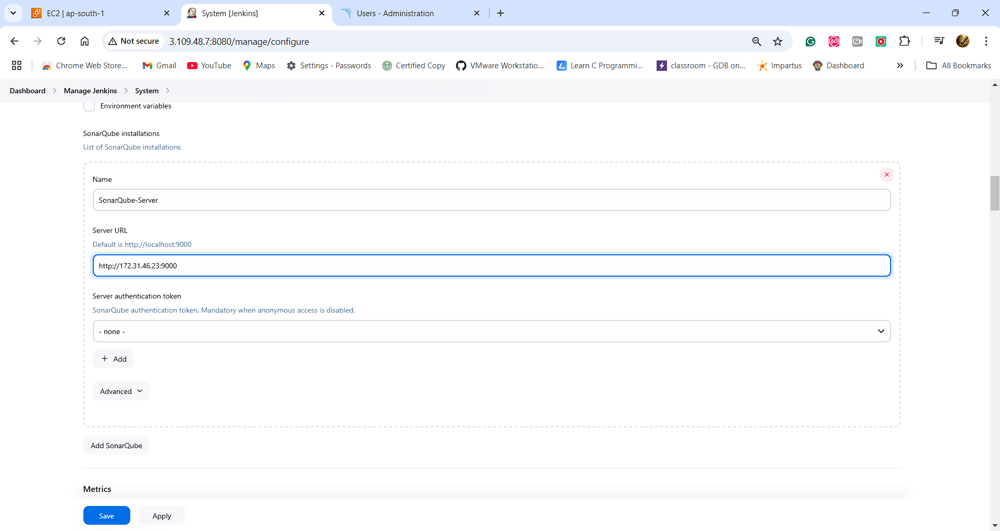 EC2 | ap-south-1
System [Jenkins]
Users - Administration
Not secure
3.109.48.7:8080/manage/configure
Chrome Web Store...
Gmail
YouTube
Maps
Settings - Passwords
Certified Copy
VMware Workstatio...
Learn C Programmi...
classroom - GDB on...
Impartus
Dashboard
All Bookmarks
Dashboard
Manage Jenkins
System
Environment variables
SonarQube installations
List of SonarQube installations
Name
SonarQube-Server
Server URL
Default is http://localhost:9000
http://172.31.46.23:9000
Server authentication token
SonarQube authentication token. Mandatory when anonymous access is disabled.
- none -
Add
Advanced
Add SonarQube
Metrics
Save
Apply